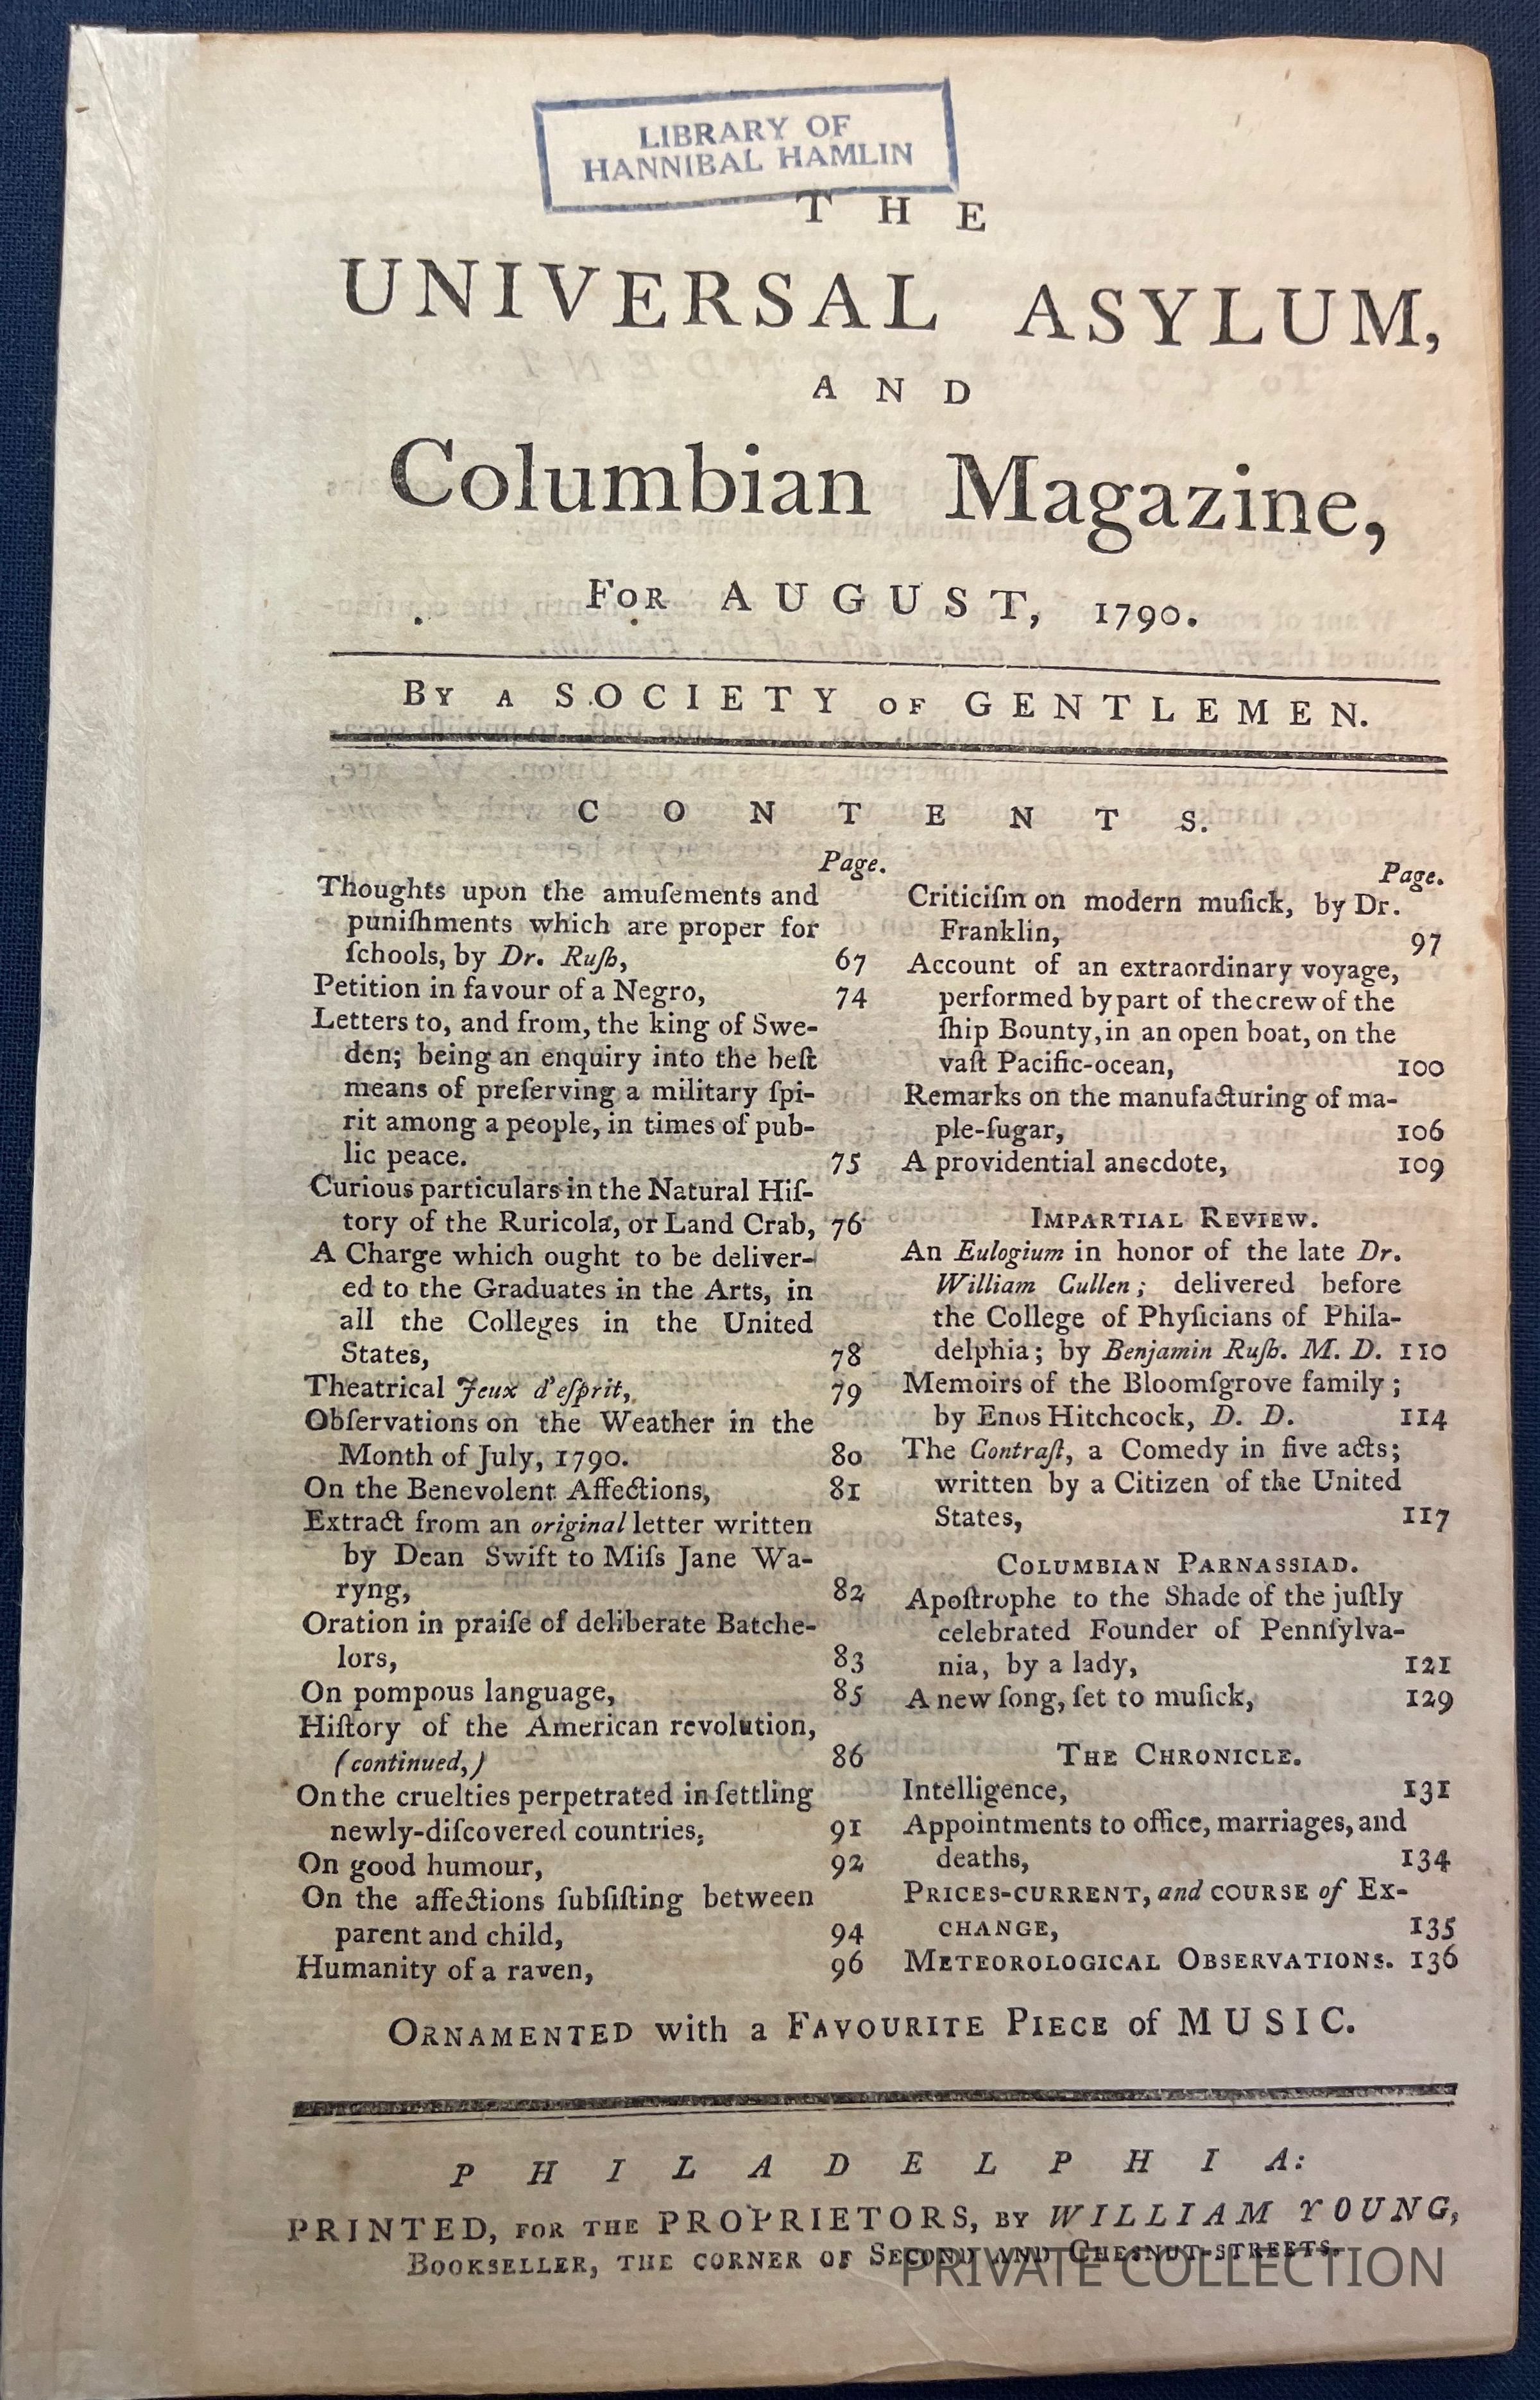 LIBRARY OF
HANNIBAL HAMLIN
THE
UNIVERSAL ASYLUM,
AND
Columbian Magazine,
FOR AUGUST, 1790.
BY A SOCIETY OF GENTLEMEN.
CONTENTS.
Page.
Thoughts upon the amuſements and
puniſhments which are proper for
ſchools, by Dr. Ruſh, 67
Petition in favour of a Negro, 74
Letters to, and from, the king of Swe-
den; being an enquiry into the beſt
means of preſerving a military ſpi-
rit among a people, in times of pub-
lic peace. 75
Curious particulars in the Natural Hiſ-
tory of the Ruricola, or Land Crab, 76
A Charge which ought to be deliver-
ed to the Graduates in the Arts, in
all the Colleges in the United
States, 78
Theatrical Jeux d'eſprit, 79
Obſervations on the Weather in the
Month of July, 1790. 80
On the Benevolent Affections, 81
Extract from an original letter written
by Dean Swift to Miſs Jane Wa-
ryng, 82
Oration in praiſe of deliberate Batche-
lors, 83
On pompous language, 85
Hiſtory of the American revolution,
(continued,) 86
On the cruelties perpetrated in ſettling
newly-diſcovered countries, 91
On good humour, 92
On the affections ſubſiſting between
parent and child, 94
Humanity of a raven, 96
Page.
Criticiſm on modern muſick, by Dr.
Franklin, 97
Account of an extraordinary voyage,
performed by part of the crew of the
ſhip Bounty, in an open boat, on the
vaſt Pacific-ocean, 100
Remarks on the manufacturing of ma-
ple-ſugar, 106
A providential anecdote, 109
IMPARTIAL REVIEW.
An Eulogium in honor of the late Dr.
William Cullen; delivered before
the College of Phyſicians of Phila-
delphia; by Benjamin Ruſh. M. D. 110
Memoirs of the Bloomſgrove family;
by Enos Hitchcock, D. D. 114
The Contraſt, a Comedy in five acts;
written by a Citizen of the United
States, 117
COLUMBIAN PARNASSIAD.
Apoſtrophe to the Shade of the juſtly
celebrated Founder of Pennſylva-
nia, by a lady, 121
A new ſong, ſet to muſick, 129
THE CHRONICLE.
Intelligence, 131
Appointments to office, marriages, and
deaths, 134
PRICES-CURRENT, and COURSE of EX-
CHANGE, 135
METEOROLOGICAL OBSERVATIONS. 136
ORNAMENTED with a FAVOURITE PIECE of MUSIC.
PHILADELPHIA:
PRINTED, FOR THE PROPRIETORS, BY WILLIAM YOUNG,
BOOKSELLER, THE CORNER OF SECOND AND CHESNUT-STREETS.
PRIVATE COLLECTION